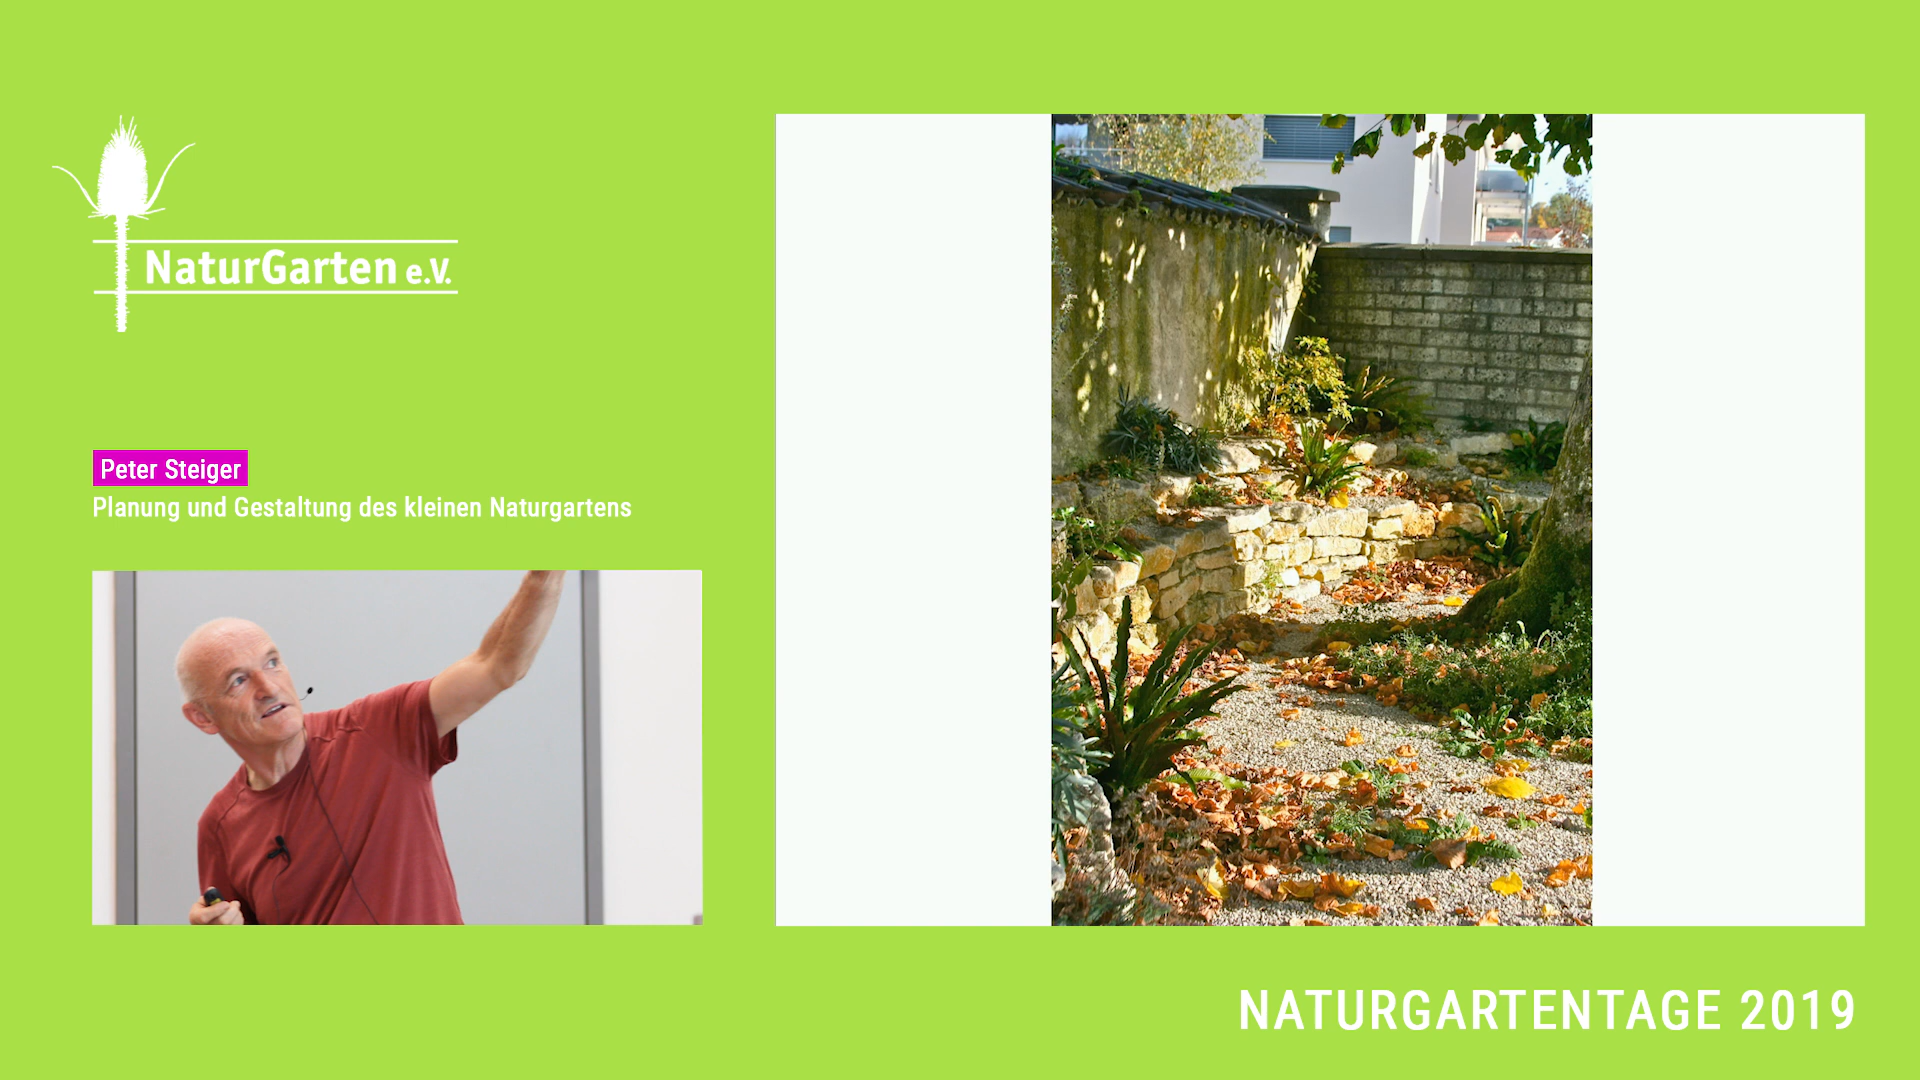 NaturGarten e.V.
Peter Steiger
Planung und Gestaltung des kleinen Naturgartens
NATURGARTENTAGE 2019